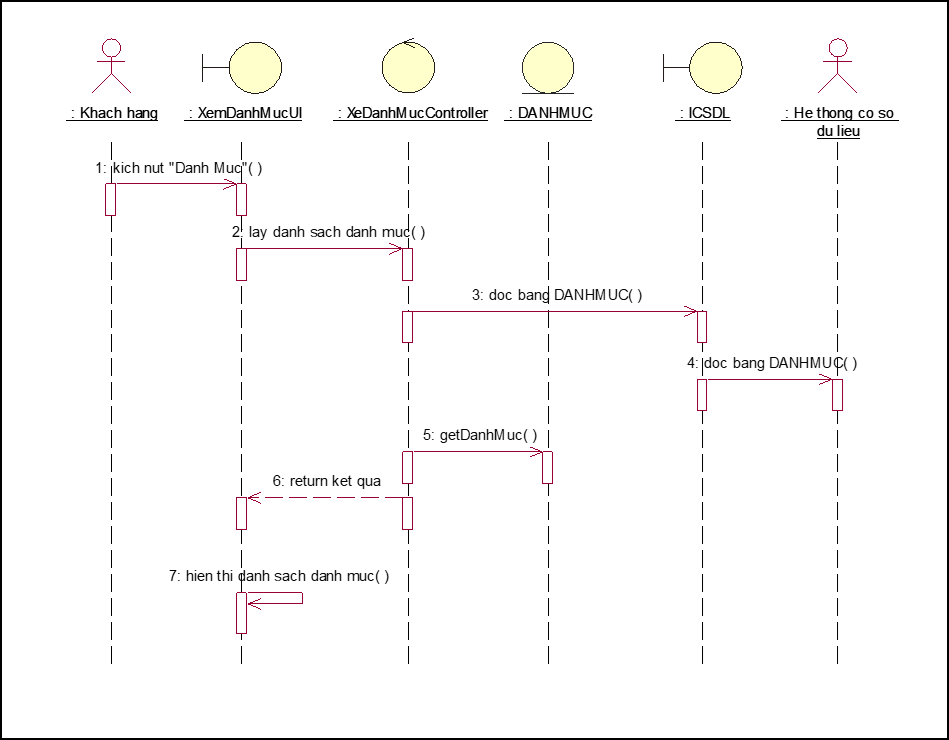 : Khach hang
: XemDanhMucUI
: XeDanhMucController
: DANHMUC
: ICSDL
: He thong co so
du lieu
1: kich nut "Danh Muc"( )
2: lay danh sach danh muc( )
3: doc bang DANHMUC( )
4: doc bang DANHMUC( )
5: getDanhMuc( )
6: return ket qua
7: hien thi danh sach danh muc( )